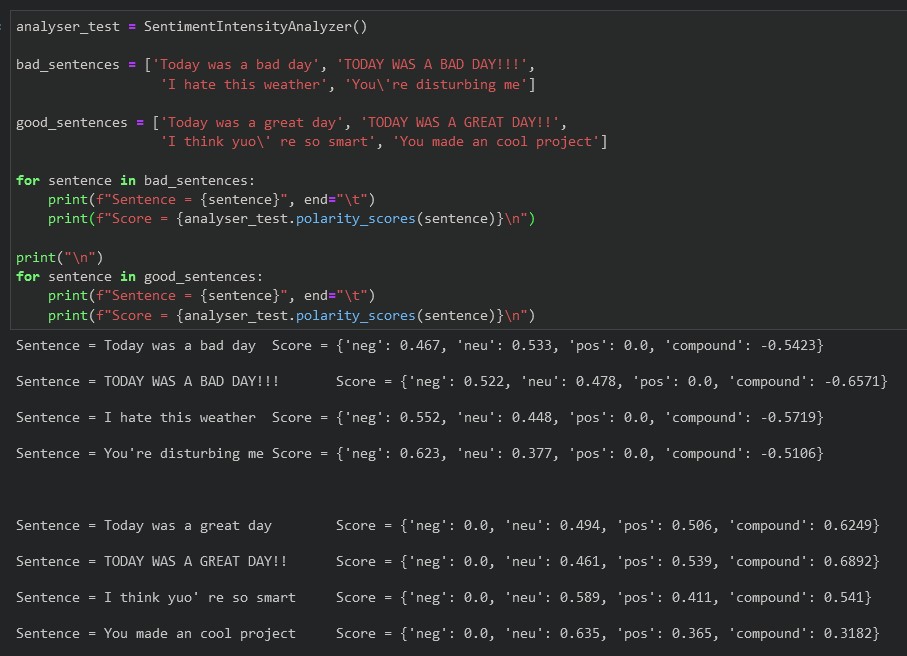 analyser_test = SentimentIntensityAnalyzer()
bad_sentences = ['Today was a bad day', 'TODAY WAS A BAD DAY!!!',
'I hate this weather', 'You\'re disturbing me']
good_sentences = ['Today was a great day', 'TODAY WAS A GREAT DAY!!',
'I think yuo\' re so smart', 'You made an cool project']
for sentence in bad_sentences:
print(f"Sentence = {sentence}", end="\t")
print(f"Score = {analyser_test.polarity_scores(sentence)}\n")
print("\n")
for sentence in good_sentences:
print(f"Sentence = {sentence}", end="\t")
print(f"Score = {analyser_test.polarity_scores(sentence)}\n")
Sentence = Today was a bad day Score = {'neg': 0.467, 'neu': 0.533, 'pos': 0.0, 'compound': -0.5423}
Sentence = TODAY WAS A BAD DAY!!! Score = {'neg': 0.522, 'neu': 0.478, 'pos': 0.0, 'compound': -0.6571}
Sentence = I hate this weather Score = {'neg': 0.552, 'neu': 0.448, 'pos': 0.0, 'compound': -0.5719}
Sentence = You're disturbing me Score = {'neg': 0.623, 'neu': 0.377, 'pos': 0.0, 'compound': -0.5106}
Sentence = Today was a great day Score = {'neg': 0.0, 'neu': 0.494, 'pos': 0.506, 'compound': 0.6249}
Sentence = TODAY WAS A GREAT DAY!! Score = {'neg': 0.0, 'neu': 0.461, 'pos': 0.539, 'compound': 0.6892}
Sentence = I think yuo' re so smart Score = {'neg': 0.0, 'neu': 0.589, 'pos': 0.411, 'compound': 0.541}
Sentence = You made an cool project Score = {'neg': 0.0, 'neu': 0.635, 'pos': 0.365, 'compound': 0.3182}